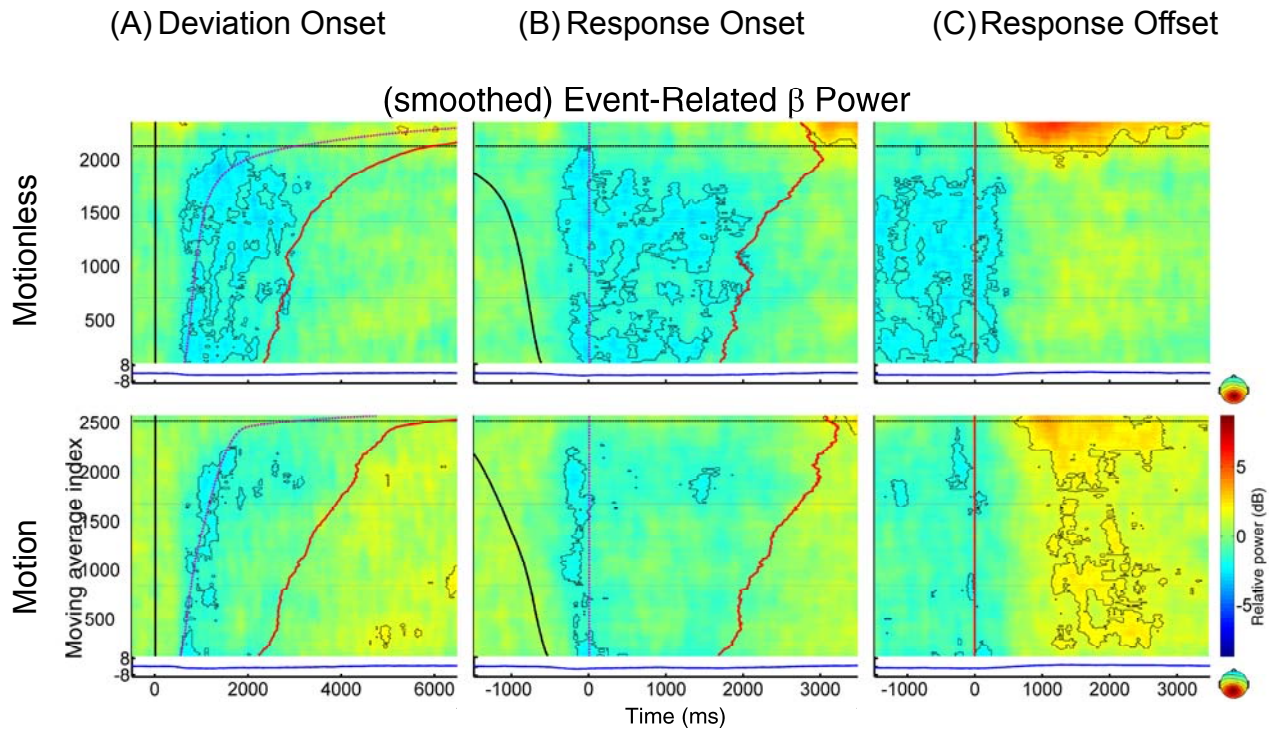 (A) Deviation Onset
(B) Response Onset
(C) Response Offset
(smoothed) Event-Related β Power
Motionless
2000
1500
1000
500
8
-8
Motion
Moving average index
2500
2000
1500
1000
500
8
-8
0 2000 4000 6000
-1000 0 1000 2000 3000
-1000 0 1000 2000 3000
Time (ms)
5
0
-5
Relative power (dB)